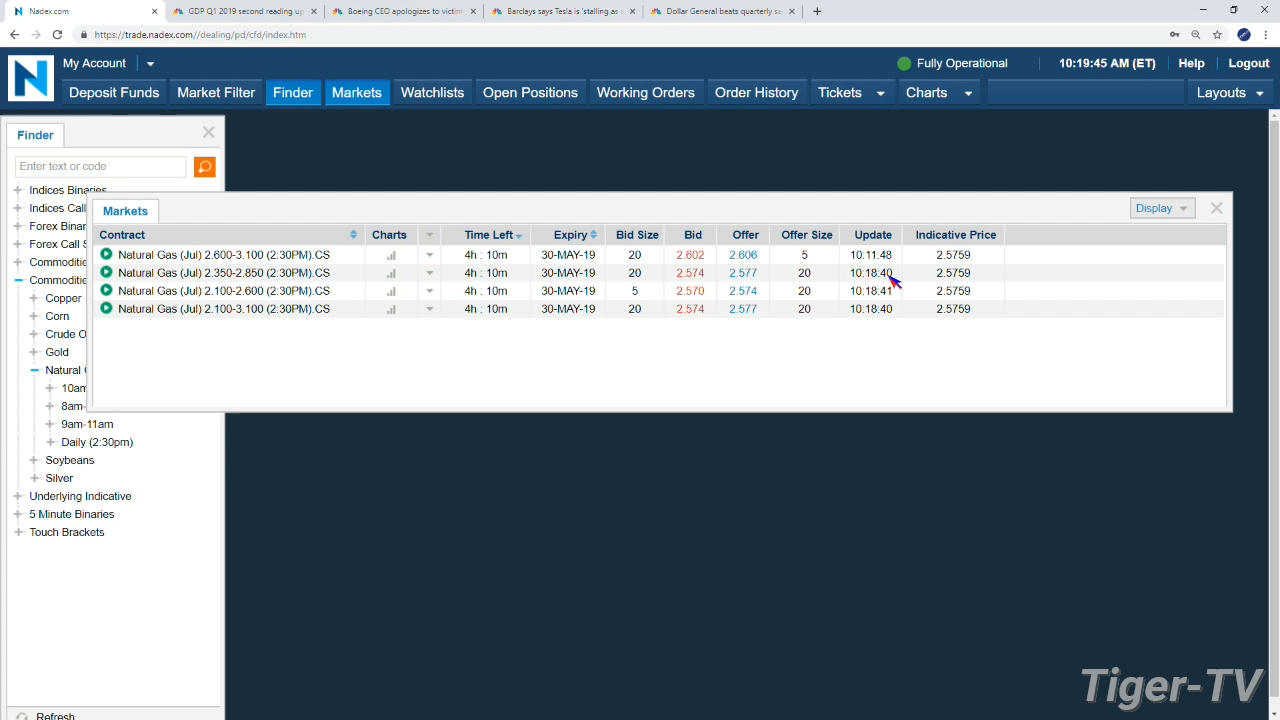 Nadex.com
GDP Q1 2019 second reading up
Boeing CEO apologizes to victim
Barclays says Tesla is 'stalling as
Dollar General beats quarterly sa
https://trade.nadex.com//dealing/pd/cfd/index.htm
My Account
Fully Operational
10:19:45 AM (ET)
Help
Logout
Deposit Funds
Market Filter
Finder
Markets
Watchlists
Open Positions
Working Orders
Order History
Tickets
Charts
Layouts
Finder
Enter text or code
Indices Binaries
Indices Call
Forex Binar
Forex Call S
Commoditie
Commoditie
Copper
Corn
Crude O
Gold
Natural
10am
8am-
9am-11am
Daily (2:30pm)
Soybeans
Silver
Underlying Indicative
5 Minute Binaries
Touch Brackets
Refresh
Markets
Display
Contract Charts Time Left Expiry Bid Size Bid Offer Offer Size Update Indicative Price
Natural Gas (Jul) 2.600-3.100 (2:30PM).CS 4h : 10m 30-MAY-19 20 2.602 2.606 5 10:11:48 2.5759
Natural Gas (Jul) 2.350-2.850 (2:30PM).CS 4h : 10m 30-MAY-19 20 2.574 2.577 20 10:18:40 2.5759
Natural Gas (Jul) 2.100-2.600 (2:30PM).CS 4h : 10m 30-MAY-19 5 2.570 2.574 20 10:18:41 2.5759
Natural Gas (Jul) 2.100-3.100 (2:30PM).CS 4h : 10m 30-MAY-19 20 2.574 2.577 20 10:18:40 2.5759
Tiger-TV